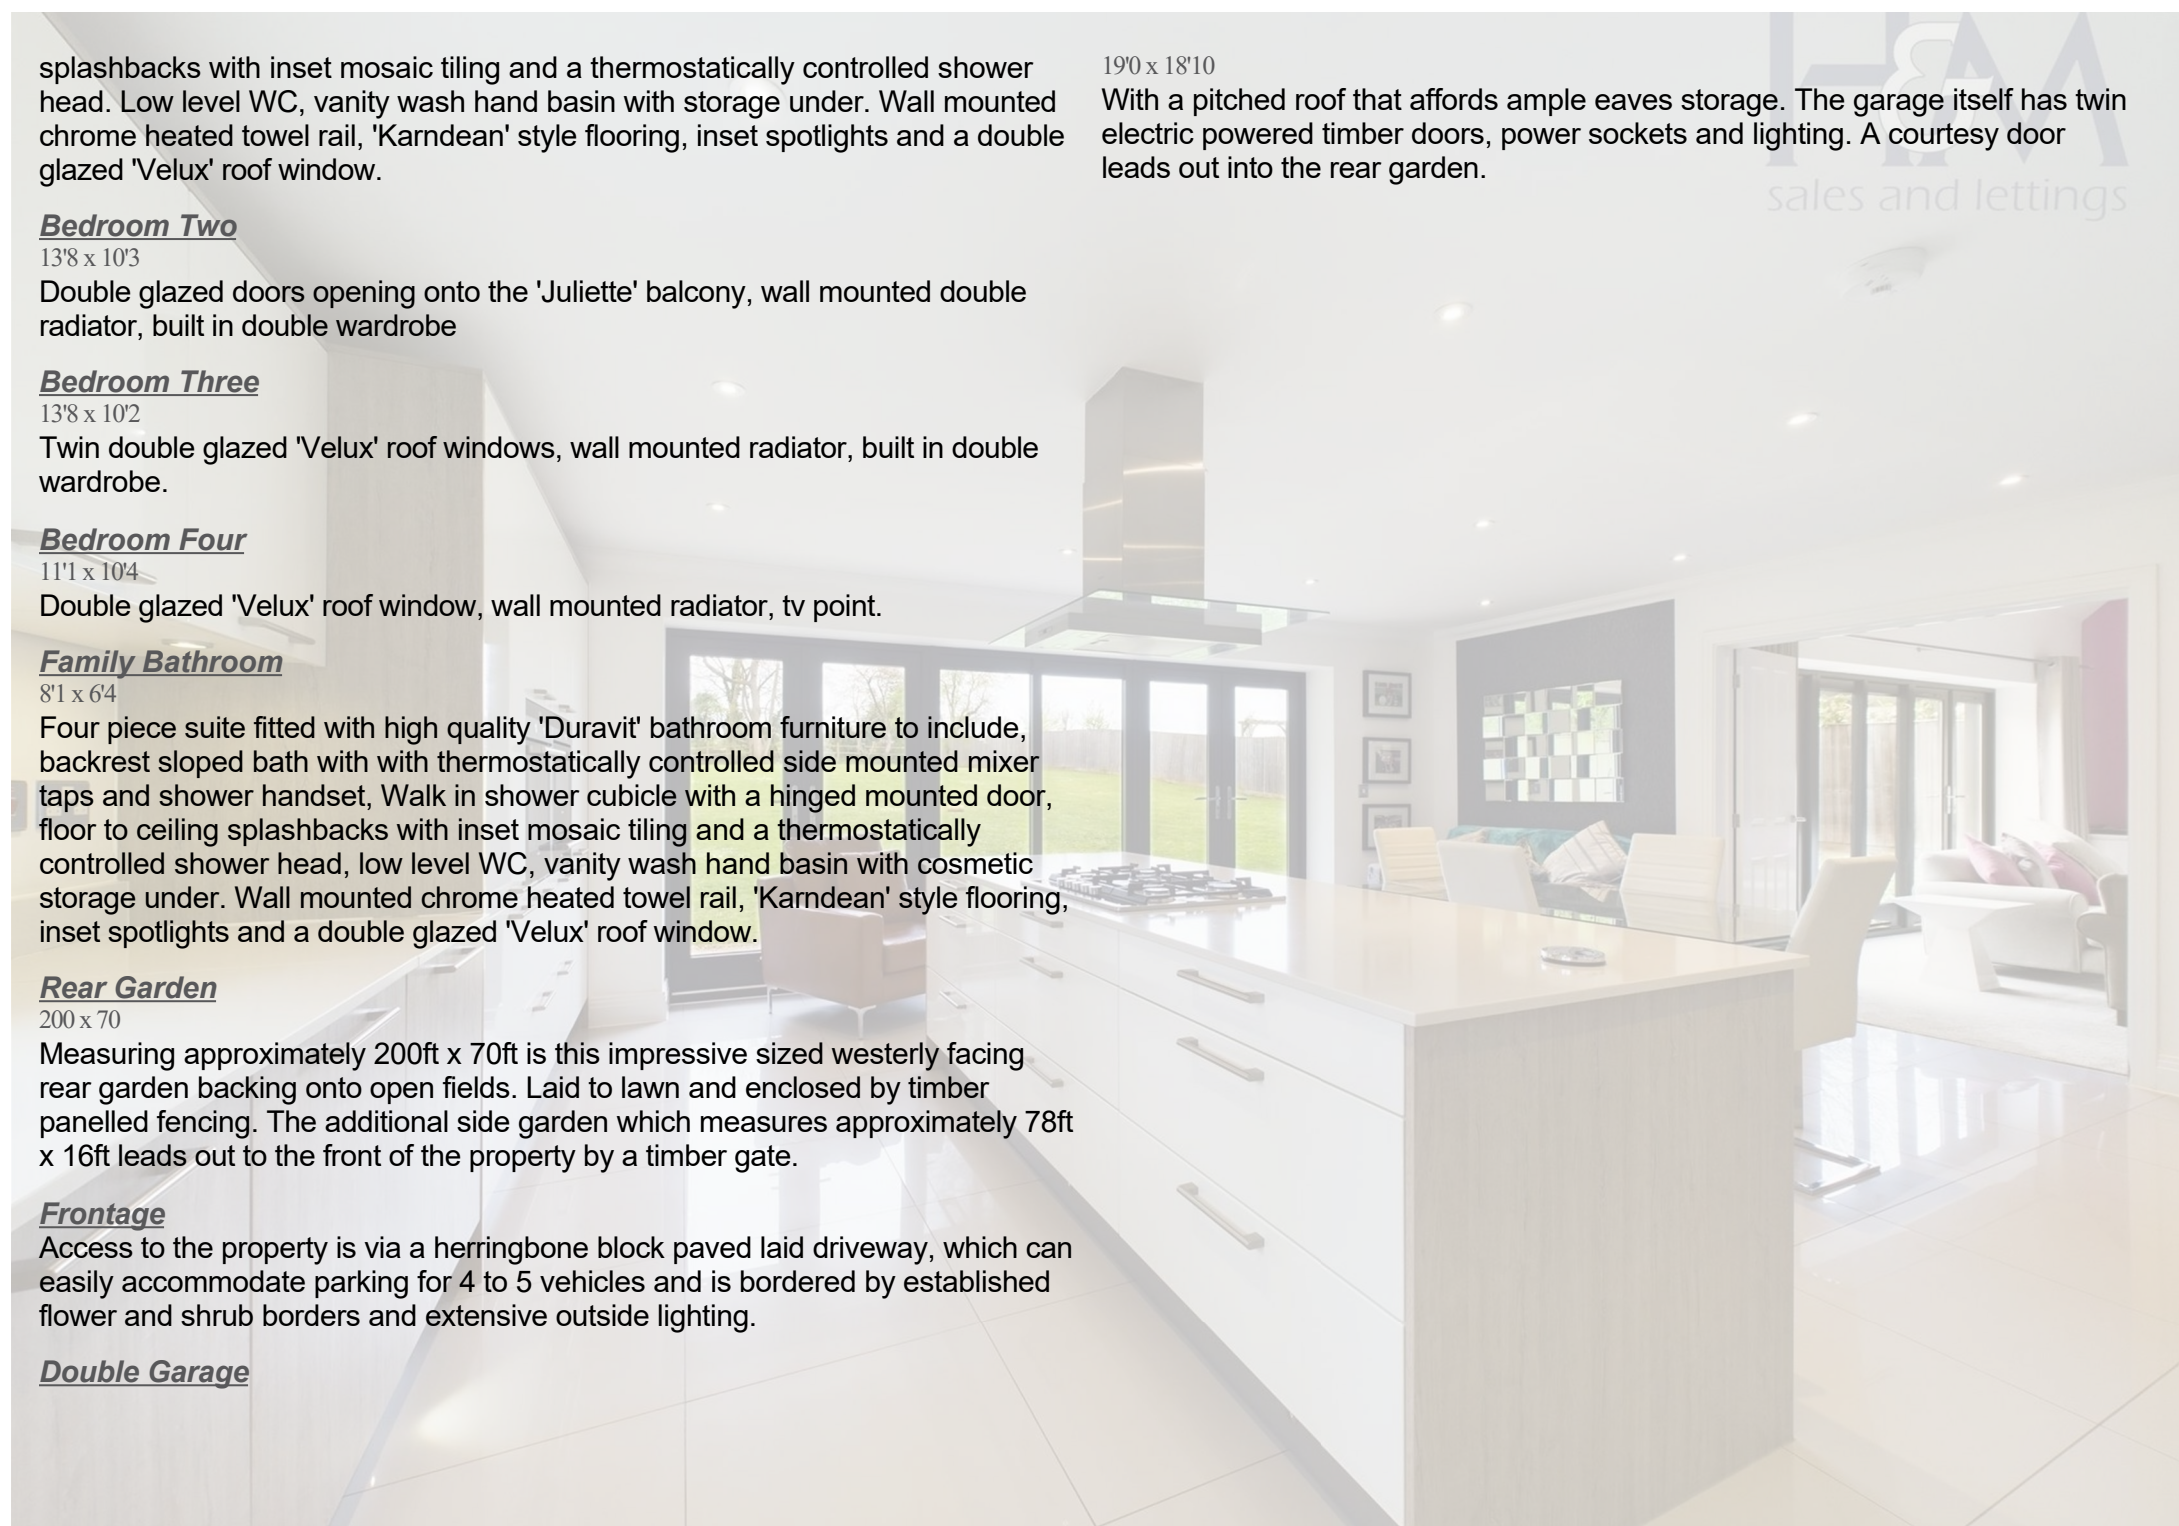 splashbacks with inset mosaic tiling and a thermostatically controlled shower
head. Low level WC, vanity wash hand basin with storage under. Wall mounted
chrome heated towel rail, 'Karndean' style flooring, inset spotlights and a double
glazed 'Velux' roof window.
Bedroom Two
13'8 x 10'3
Double glazed doors opening onto the 'Juliette' balcony, wall mounted double
radiator, built in double wardrobe
Bedroom Three
13'8 x 10'2
Twin double glazed 'Velux' roof windows, wall mounted radiator, built in double
wardrobe.
Bedroom Four
11'1 x 10'4
Double glazed 'Velux' roof window, wall mounted radiator, tv point.
Family Bathroom
8'1 x 6'4
Four piece suite fitted with high quality 'Duravit' bathroom furniture to include,
backrest sloped bath with with thermostatically controlled side mounted mixer
taps and shower handset, Walk in shower cubicle with a hinged mounted door,
floor to ceiling splashbacks with inset mosaic tiling and a thermostatically
controlled shower head, low level WC, vanity wash hand basin with cosmetic
storage under. Wall mounted chrome heated towel rail, 'Karndean' style flooring,
inset spotlights and a double glazed 'Velux' roof window.
Rear Garden
200 x 70
Measuring approximately 200ft x 70ft is this impressive sized westerly facing
rear garden backing onto open fields. Laid to lawn and enclosed by timber
panelled fencing. The additional side garden which measures approximately 78ft
x 16ft leads out to the front of the property by a timber gate.
Frontage
Access to the property is via a herringbone block paved laid driveway, which can
easily accommodate parking for 4 to 5 vehicles and is bordered by established
flower and shrub borders and extensive outside lighting.
Double Garage
19'0 x 18'10
With a pitched roof that affords ample eaves storage. The garage itself has twin
electric powered timber doors, power sockets and lighting. A courtesy door
leads out into the rear garden.
H&M
sales and lettings